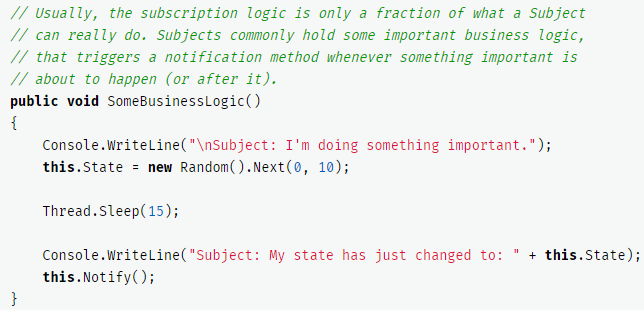 // Usually, the subscription logic is only a fraction of what a Subject
// can really do. Subjects commonly hold some important business logic,
// that triggers a notification method whenever something important is
// about to happen (or after it).
public void SomeBusinessLogic()
{
    Console.WriteLine("\nSubject: I'm doing something important.");
    this.State = new Random().Next(0, 10);

    Thread.Sleep(15);

    Console.WriteLine("Subject: My state has just changed to: " + this.State);
    this.Notify();
}